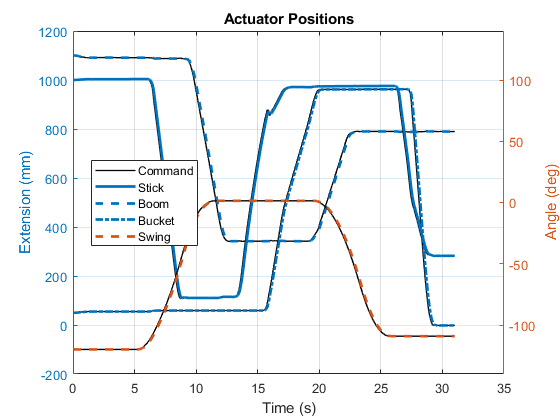 Actuator Positions
1200
1000
800
600
400
200
0
-200
Extension (mm)
100
50
0
-50
-100
Angle (deg)
Command
Stick
Boom
Bucket
Swing
0 5 10 15 20 25 30 35
Time (s)